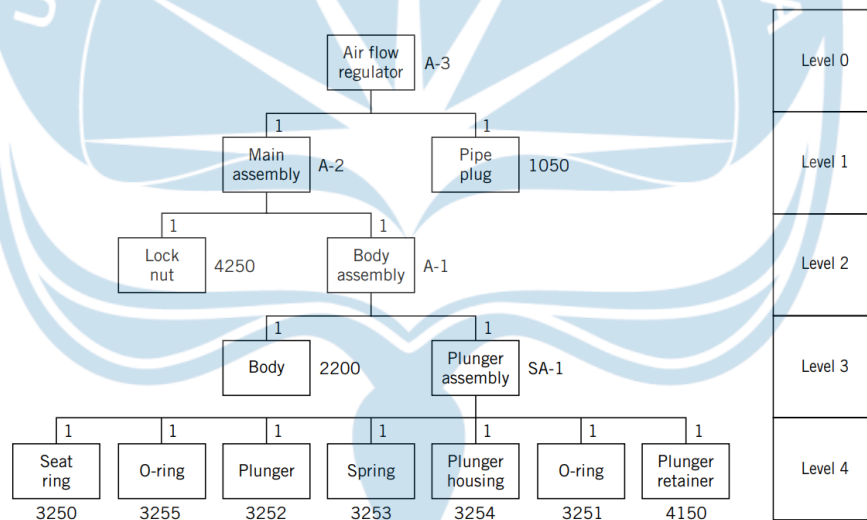 U
A
Air flow
regulator
A-3
Level 0
1
1
Main
assembly
A-2
Pipe
plug
1050
Level 1
1
1
Lock
nut
4250
Body
assembly
A-1
Level 2
1
1
Body
2200
Plunger
assembly
SA-1
Level 3
1
1
1
1
1
1
1
Seat
ring
O-ring
Plunger
Spring
Plunger
housing
O-ring
Plunger
retainer
Level 4
3250
3255
3252
3253
3254
3251
4150